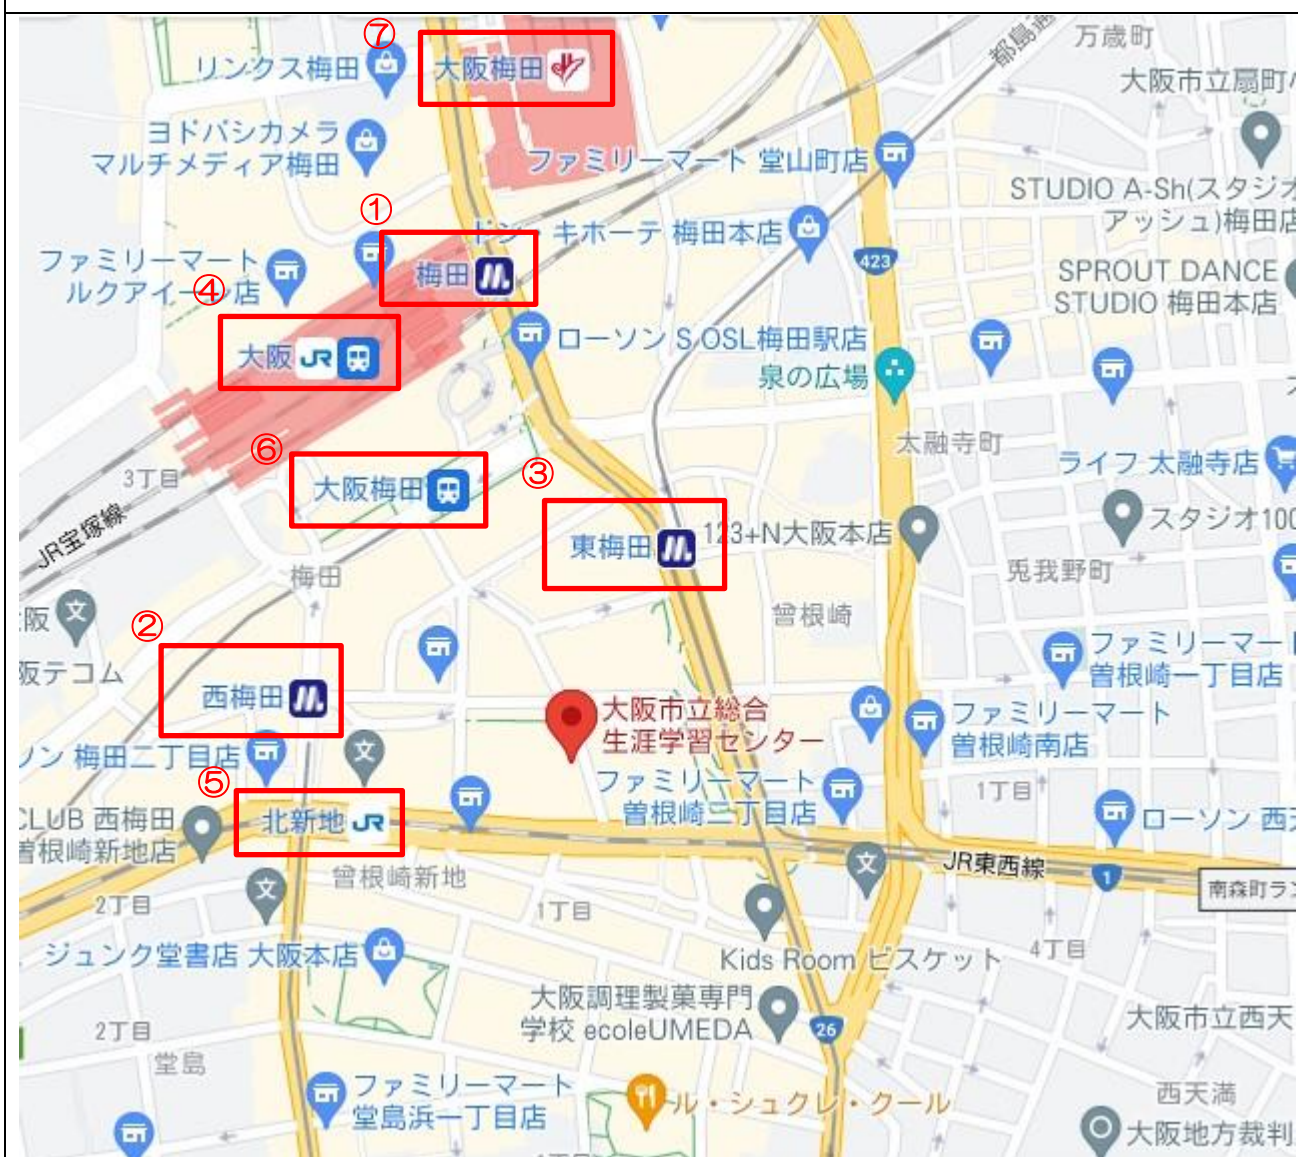 ⑦
大阪梅田
リンクス梅田
ヨドバシカメラ
マルチメディア梅田
万歳町
大阪市立扇町小
都島通
ファミリーマート 堂山町店
STUDIO A-Sh(スタジオ
アッシュ)梅田店
①
梅田
ドン・キホーテ 梅田本店
423
SPROUT DANCE
STUDIO 梅田本店
ファミリーマート
ルクアイーレ店
④
大阪 JR
ローソン S OSL梅田駅店
泉の広場
太融寺町
ライフ 太融寺店
3丁目
⑥
大阪梅田
③
東梅田
123+N大阪本店
スタジオ100
JR宝塚線
梅田
兎我野町
曾根崎
阪
②
阪テコム
西梅田
大阪市立総合
生涯学習センター
ファミリーマート
曽根崎一丁目店
ファミリーマート
曽根崎南店
ソン 梅田二丁目店
⑤
北新地 JR
ファミリーマート
曽根崎二丁目店
1丁目
ローソン 西天
CLUB 西梅田
曽根崎新地店
曾根崎新地
JR東西線
1
南森町ラン
2丁目
1丁目
ジュンク堂書店 大阪本店
Kids Room ビスケット
4丁目
大阪調理製菓専門
学校 ecoleUMEDA
26
大阪市立西天
2丁目
堂島
ファミリーマート
堂島浜一丁目店
ル・シュクレ・クール
西天満
大阪地方裁判